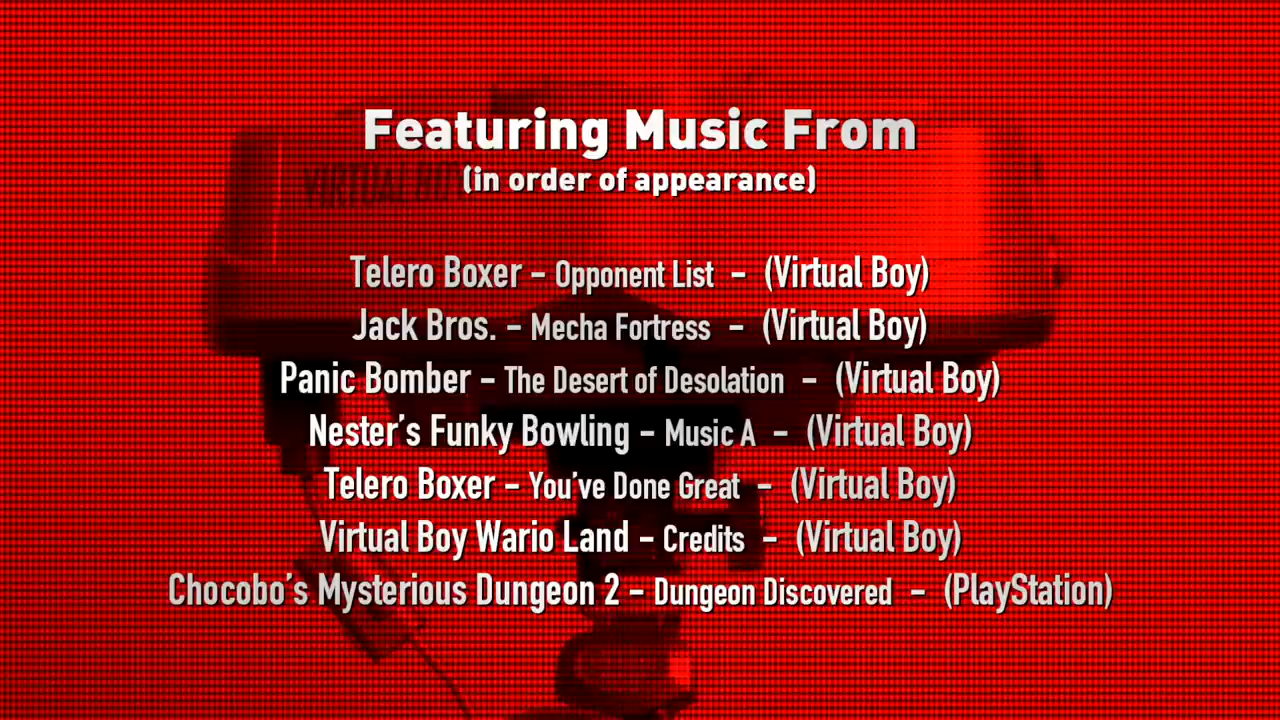 Featuring Music From
(in order of appearance)
Telero Boxer – Opponent List – (Virtual Boy)
Jack Bros. – Mecha Fortress – (Virtual Boy)
Panic Bomber – The Desert of Desolation – (Virtual Boy)
Nester's Funky Bowling – Music A – (Virtual Boy)
Telero Boxer – You've Done Great – (Virtual Boy)
Virtual Boy Wario Land – Credits – (Virtual Boy)
Chocobo's Mysterious Dungeon 2 – Dungeon Discovered – (PlayStation)
VIRTUAL BOY